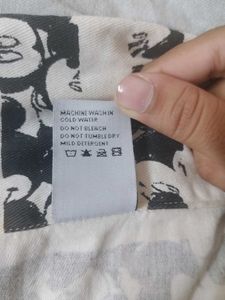 MACHINE WASH IN
COLD WATER
DO NOT BLEACH
DO NOT TUMBLE DRY
MILD DETERGENT